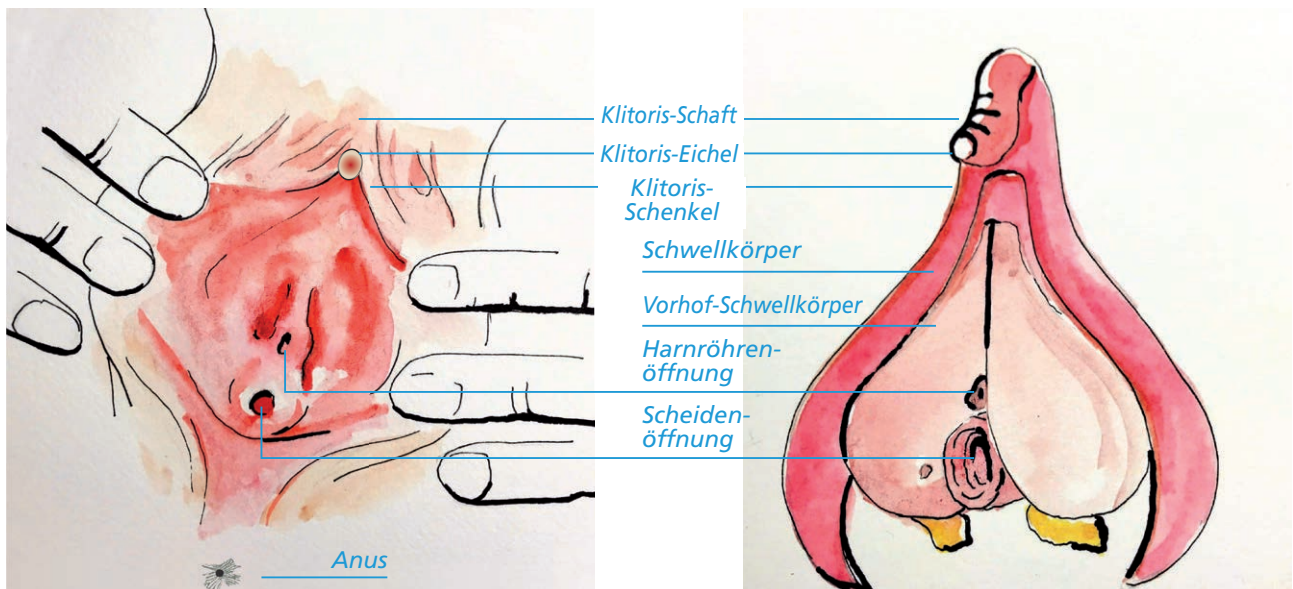 Klitoris-Schaft
Klitoris-Eichel
Klitoris-
Schenkel
Schwellkörper
Vorhof-Schwellkörper
Harnröhren-
öffnung
Scheiden-
öffnung
Anus